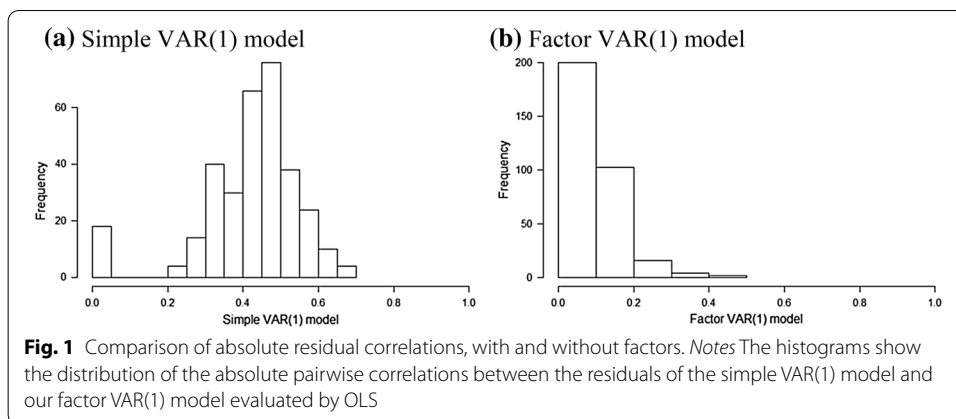 (a) Simple VAR(1) model
Frequency
60
40
20
0
0.0 0.2 0.4 0.6 0.8 1.0
Simple VAR(1) model
(b) Factor VAR(1) model
Frequency
200
150
100
50
0
0.0 0.2 0.4 0.6 0.8 1.0
Factor VAR(1) model
Fig. 1 Comparison of absolute residual correlations, with and without factors. Notes The histograms show
the distribution of the absolute pairwise correlations between the residuals of the simple VAR(1) model and
our factor VAR(1) model evaluated by OLS